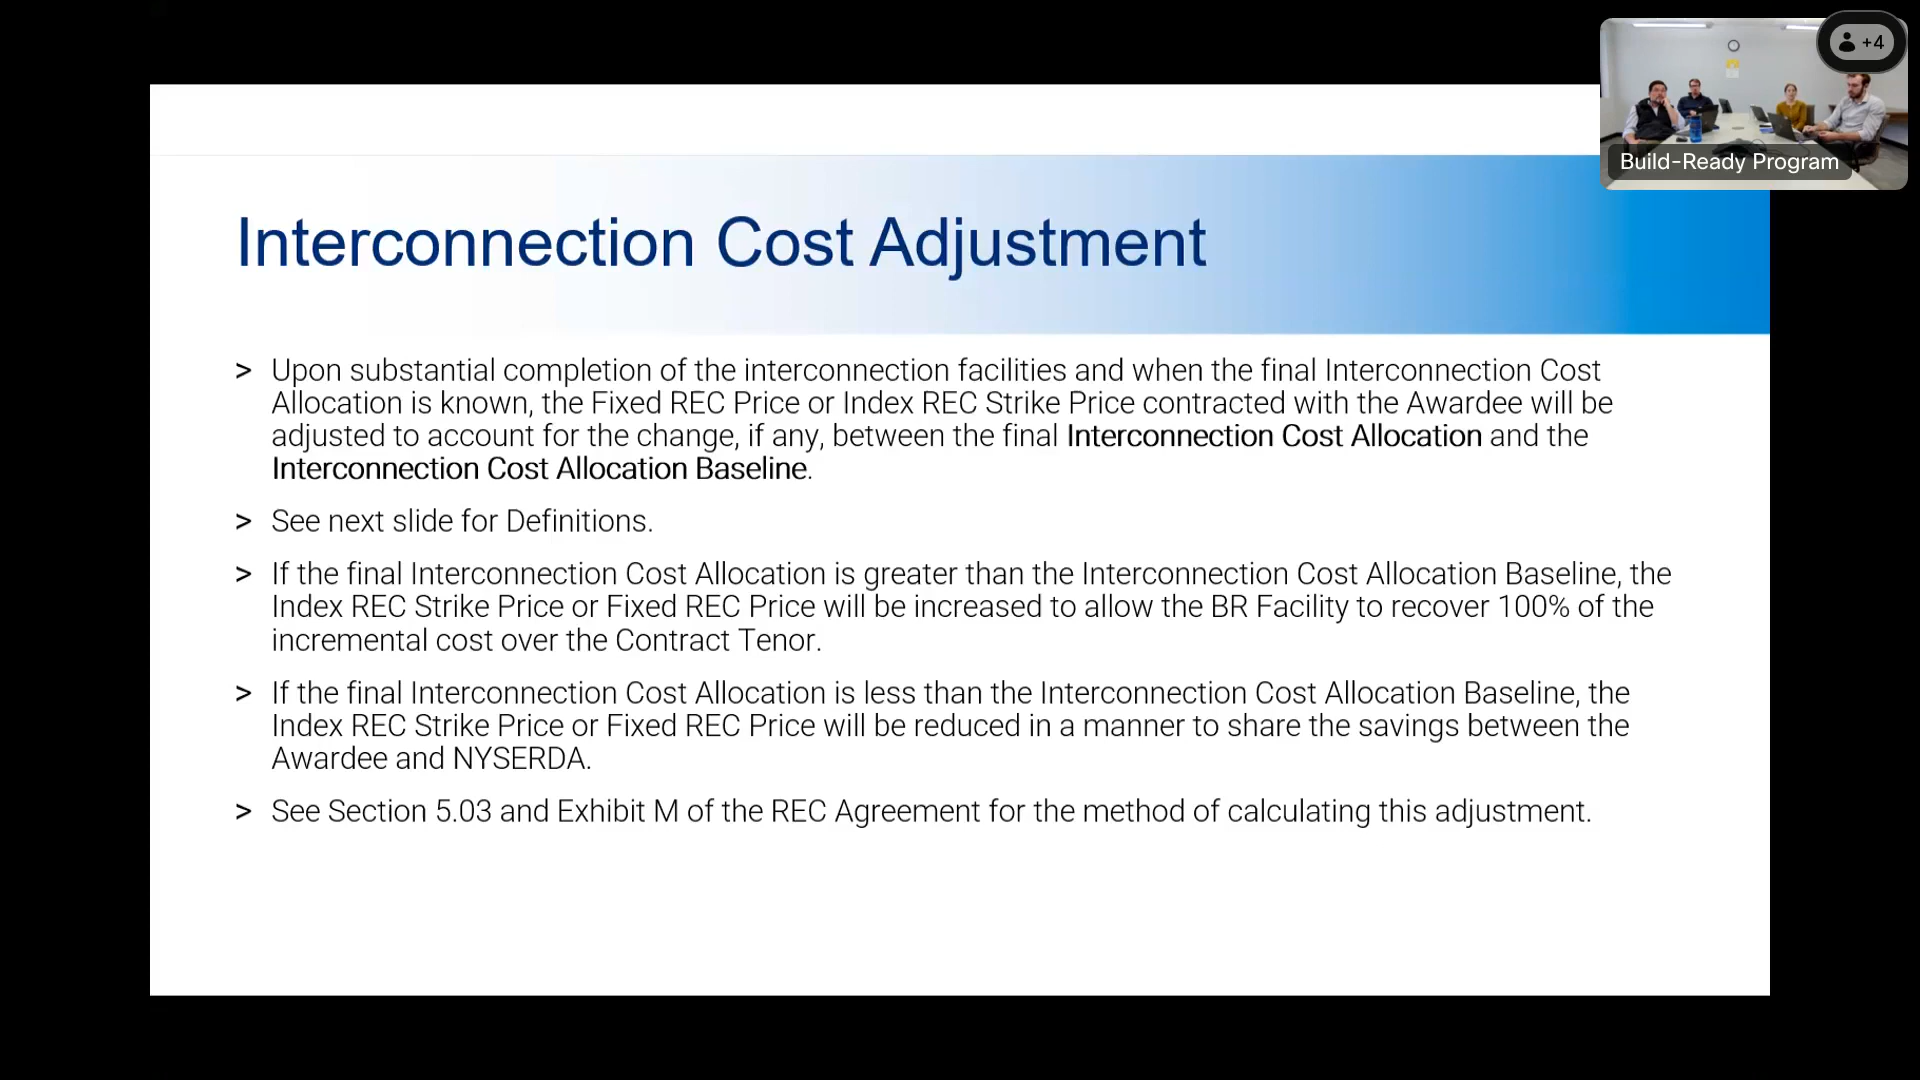 +4
Build-Ready Program
Interconnection Cost Adjustment
> Upon substantial completion of the interconnection facilities and when the final Interconnection Cost
Allocation is known, the Fixed REC Price or Index REC Strike Price contracted with the Awardee will be
adjusted to account for the change, if any, between the final Interconnection Cost Allocation and the
Interconnection Cost Allocation Baseline.
> See next slide for Definitions.
> If the final Interconnection Cost Allocation is greater than the Interconnection Cost Allocation Baseline, the
Index REC Strike Price or Fixed REC Price will be increased to allow the BR Facility to recover 100% of the
incremental cost over the Contract Tenor.
> If the final Interconnection Cost Allocation is less than the Interconnection Cost Allocation Baseline, the
Index REC Strike Price or Fixed REC Price will be reduced in a manner to share the savings between the
Awardee and NYSERDA.
> See Section 5.03 and Exhibit M of the REC Agreement for the method of calculating this adjustment.